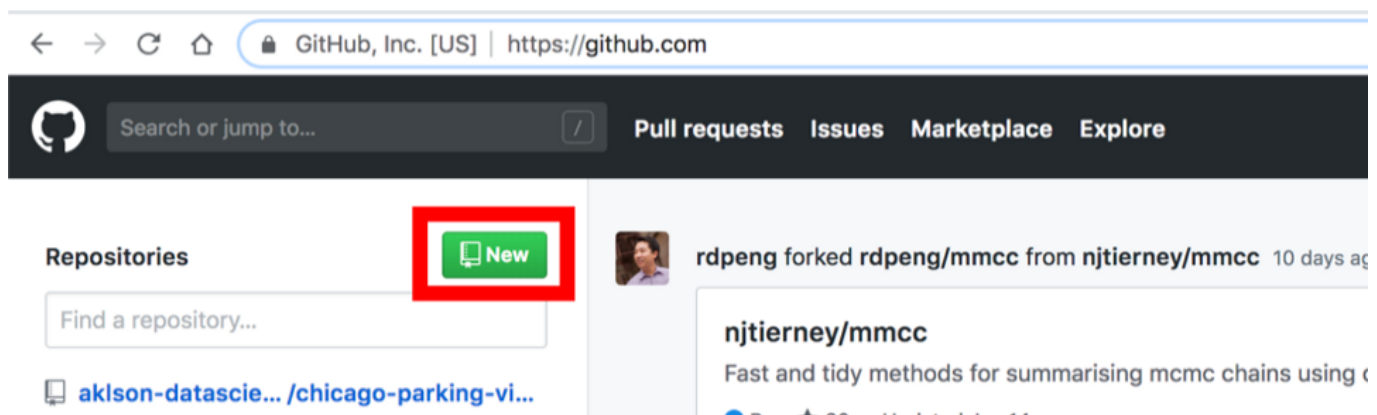 GitHub, Inc. [US] | https://github.com
Search or jump to... /
Pull requests Issues Marketplace Explore
Repositories
New
Find a repository...
aklson-datascie... /chicago-parking-vi...
rdpeng forked rdpeng/mmcc from njtierney/mmcc 10 days ag
njtierney/mmcc
Fast and tidy methods for summarising mcmc chains using